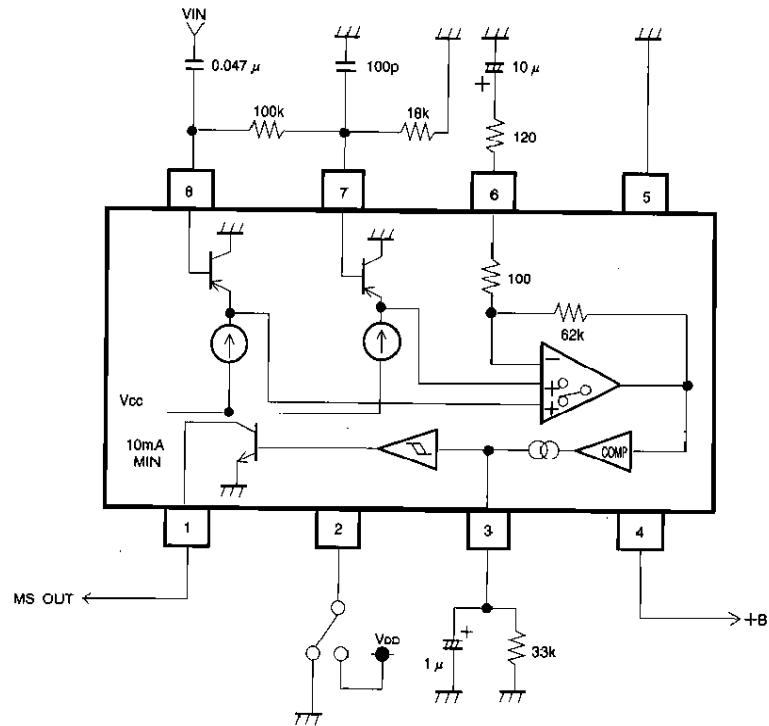 VIN
0.047 μ
100p
10 μ
+
100k
18k
120
8
7
6
5
100
62k
−
+
+
Vcc
10mA
MIN
COMP
1
2
3
4
MS OUT
+B
VDD
+
1 μ
33k